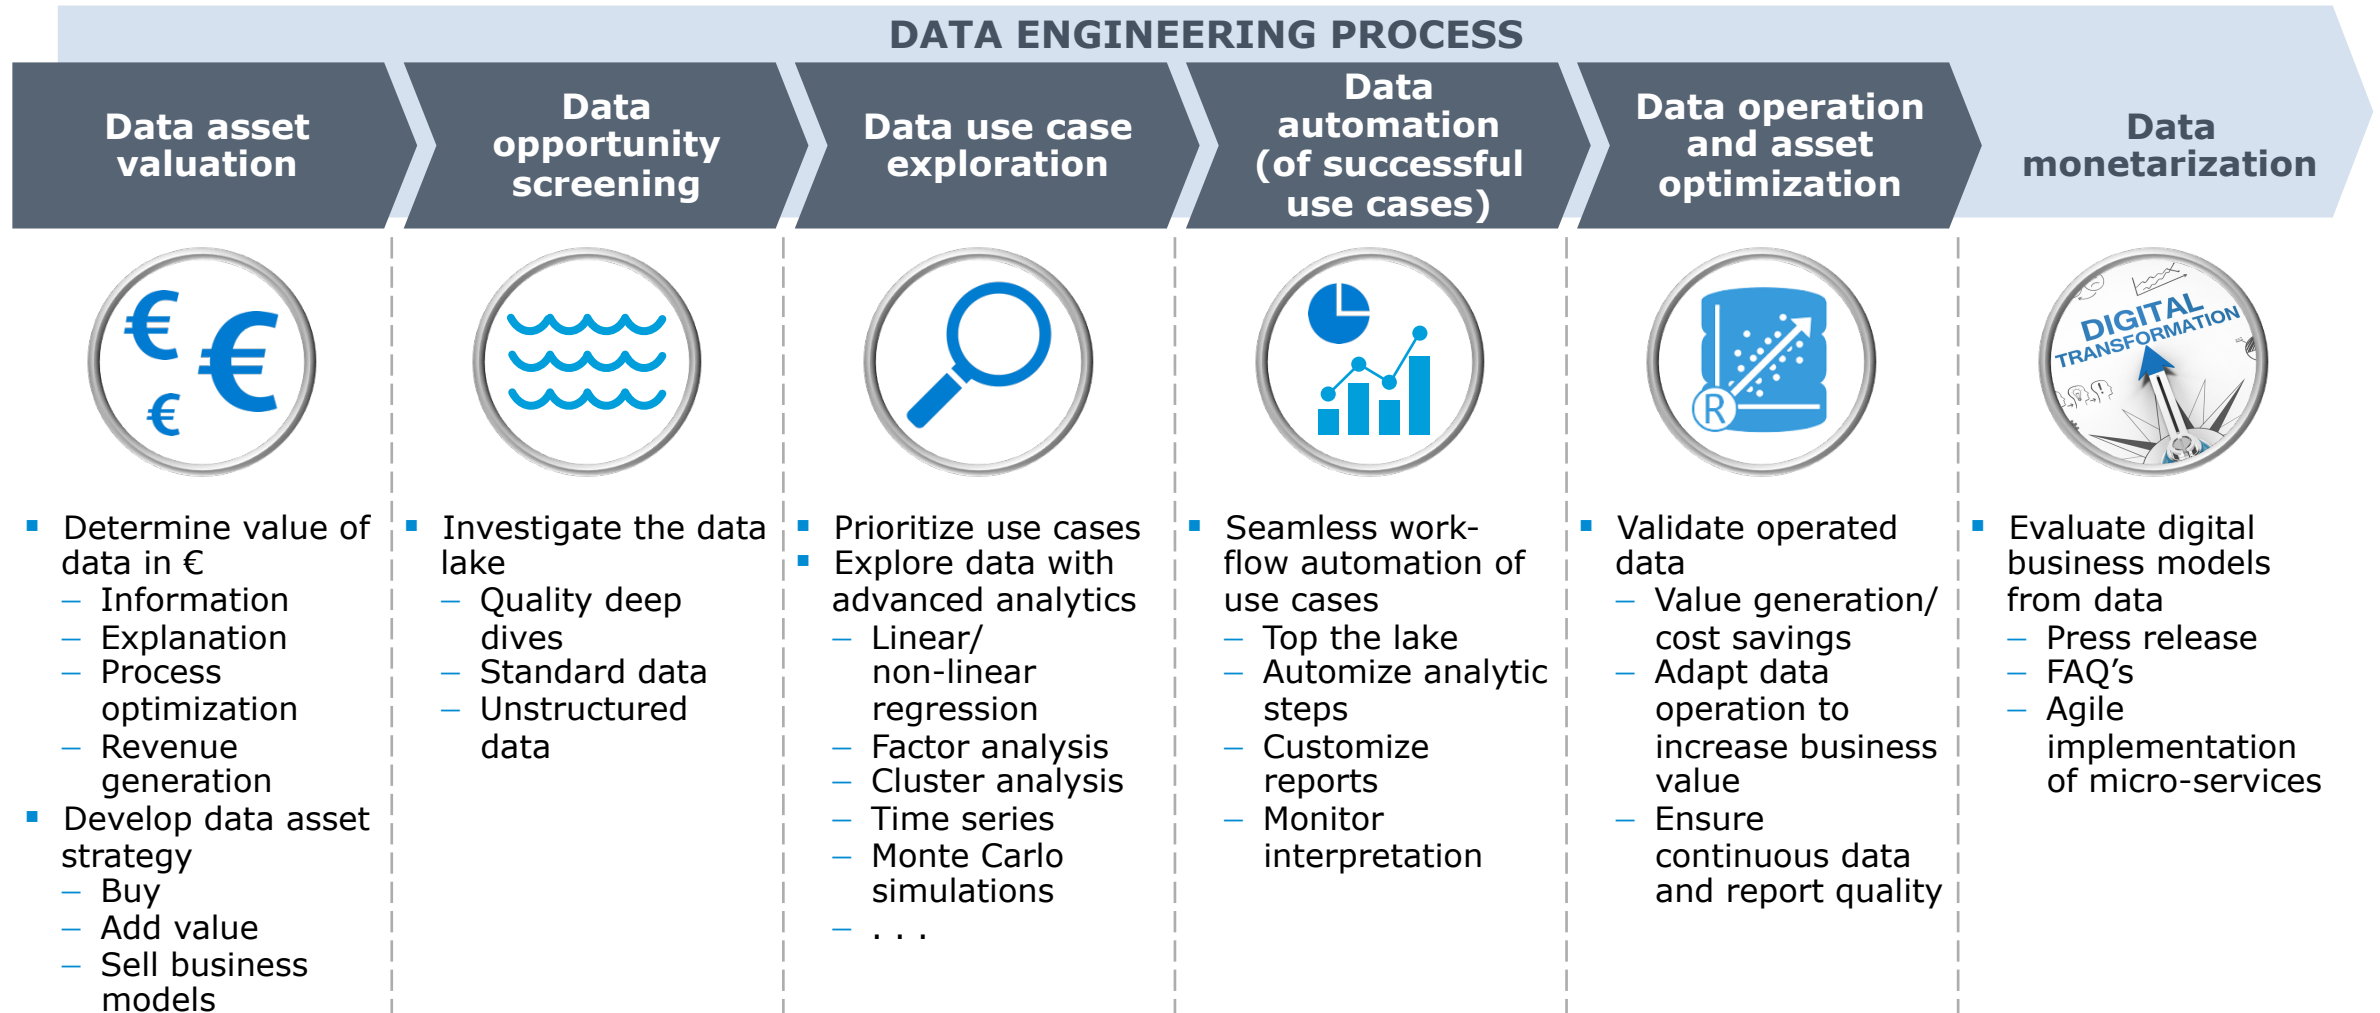 DATA ENGINEERING PROCESS
Data asset
valuation
Data
opportunity
screening
Data use case
exploration
Data
automation
(of successful
use cases)
Data operation
and asset
optimization
Data
monetarization
€
€
€
R
DIGITAL
TRANSFORMATION
▪ Determine value of
data in €
– Information
– Explanation
– Process
optimization
– Revenue
generation
▪ Develop data asset
strategy
– Buy
– Add value
– Sell business
models
▪ Investigate the data
lake
– Quality deep
dives
– Standard data
– Unstructured
data
▪ Prioritize use cases
▪ Explore data with
advanced analytics
– Linear/
non-linear
regression
– Factor analysis
– Cluster analysis
– Time series
– Monte Carlo
simulations
– . . .
▪ Seamless work-
flow automation of
use cases
– Top the lake
– Automize analytic
steps
– Customize
reports
– Monitor
interpretation
▪ Validate operated
data
– Value generation/
cost savings
– Adapt data
operation to
increase business
value
– Ensure
continuous data
and report quality
▪ Evaluate digital
business models
from data
– Press release
– FAQ’s
– Agile
implementation
of micro-services